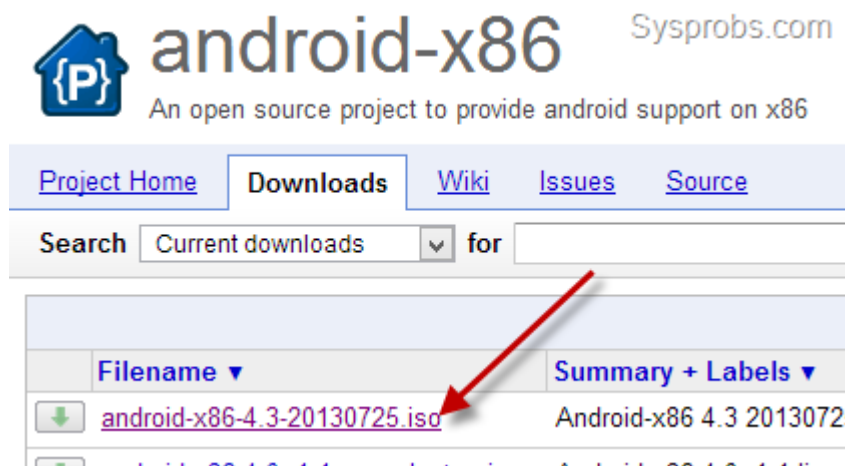 Sysprobs.com
{P}
android-x86
An open source project to provide android support on x86
Project Home Downloads Wiki Issues Source
Search Current downloads for
Filename ▼ Summary + Labels ▼
android-x86-4.3-20130725.iso Android-x86 4.3 2013072